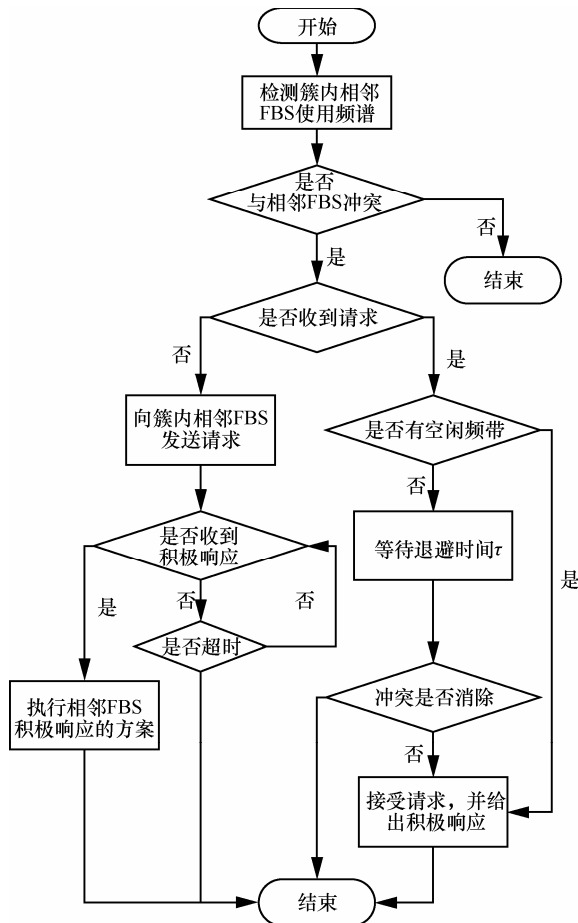 开始
检测簇内相邻
FBS使用频谱
是否
与相邻FBS冲突
否
是
结束
是否收到请求
否
是
向簇内相邻FBS
发送请求
是否有空闲频带
否
是否收到
积极响应
等待退避时间τ
是
是
否
否
是否超时
执行相邻FBS
积极响应的方案
冲突是否消除
否
接受请求，并给
出积极响应
结束